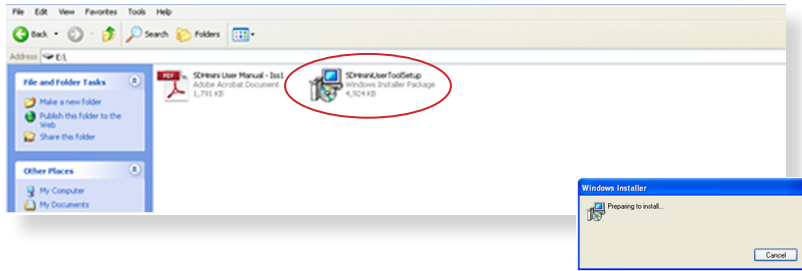 File Edit View Favorites Tools Help
Back Search Folders
Address E:\
File and Folder Tasks
Make a new folder
Publish this folder to the
Web
Share this folder
Other Places
My Computer
My Documents
PDF
SDHmini User Manual - Iss1
Adobe Acrobat Document
1,791 KB
SDHminiUserToolSetup
Windows Installer Package
4,924 KB
Windows Installer
Preparing to install...
Cancel